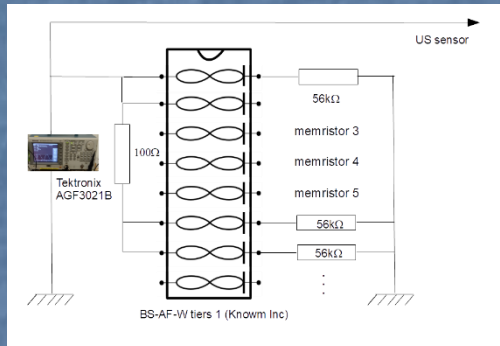 US sensor
56kΩ
memristor 3
100Ω
memristor 4
memristor 5
Tektronix
AGF3021B
56kΩ
56kΩ
BS-AF-W tiers 1 (Knowm Inc)